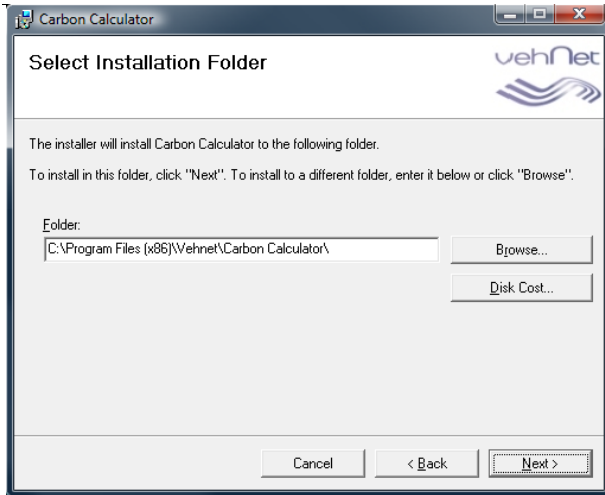 Carbon Calculator
Select Installation Folder
vehNet
The installer will install Carbon Calculator to the following folder.
To install in this folder, click "Next". To install to a different folder, enter it below or click "Browse".
Folder:
C:\Program Files (x86)\Vehnet\Carbon Calculator\
Browse...
Disk Cost...
Cancel
< Back
Next >